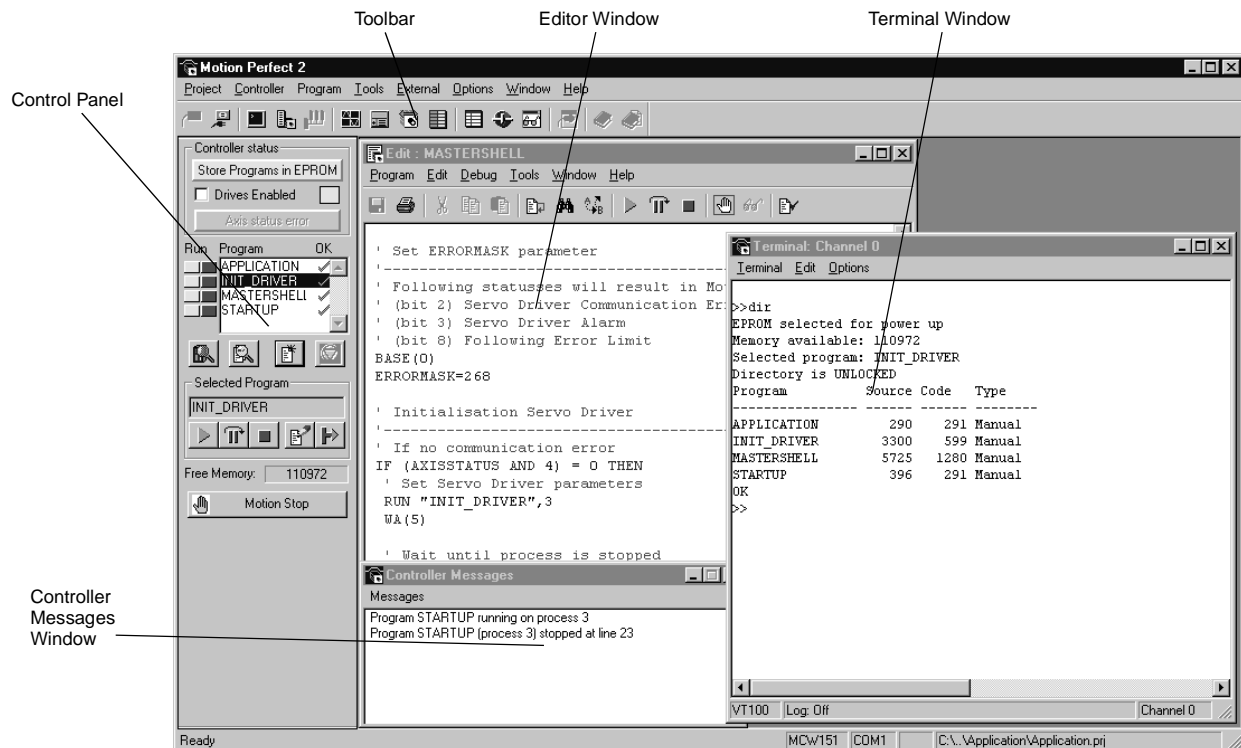 Toolbar
Editor Window
Terminal Window
Control Panel
Motion Perfect 2
Project Controller Program Tools External Options Window Help
Controller status
Store Programs in EPROM
Drives Enabled
Axis status error
Run Program OK
APPLICATION
INIT_DRIVER
MASTERSHELL
STARTUP
Selected Program
INIT_DRIVER
Free Memory: 110972
Motion Stop
Edit : MASTERSHELL
Program Edit Debug Tools Window Help
' Set ERRORMASK parameter
'-----------------------------------------
' Following statusses will result in Mo
' (bit 2) Servo Driver Communication Er
' (bit 3) Servo Driver Alarm
' (bit 8) Following Error Limit
BASE(0)
ERRORMASK=268
' Initialisation Servo Driver
'-----------------------------------------
' If no communication error
IF (AXISSTATUS AND 4) = 0 THEN
' Set Servo Driver parameters
RUN "INIT_DRIVER",3
WA(5)
' Wait until process is stopped
Terminal: Channel 0
Terminal Edit Options
>>dir
EPROM selected for power up
Memory available: 110972
Selected program: INIT_DRIVER
Directory is UNLOCKED
Program Source Code Type
---------------- ------ ------ --------
APPLICATION 290 291 Manual
INIT_DRIVER 3300 599 Manual
MASTERSHELL 5725 1280 Manual
STARTUP 396 291 Manual
OK
>>
VT100 Log: Off Channel 0
Controller Messages
Messages
Program STARTUP running on process 3
Program STARTUP (process 3) stopped at line 23
Controller
Messages
Window
Ready MCW151 COM1 C:\..\Application\Application.prj